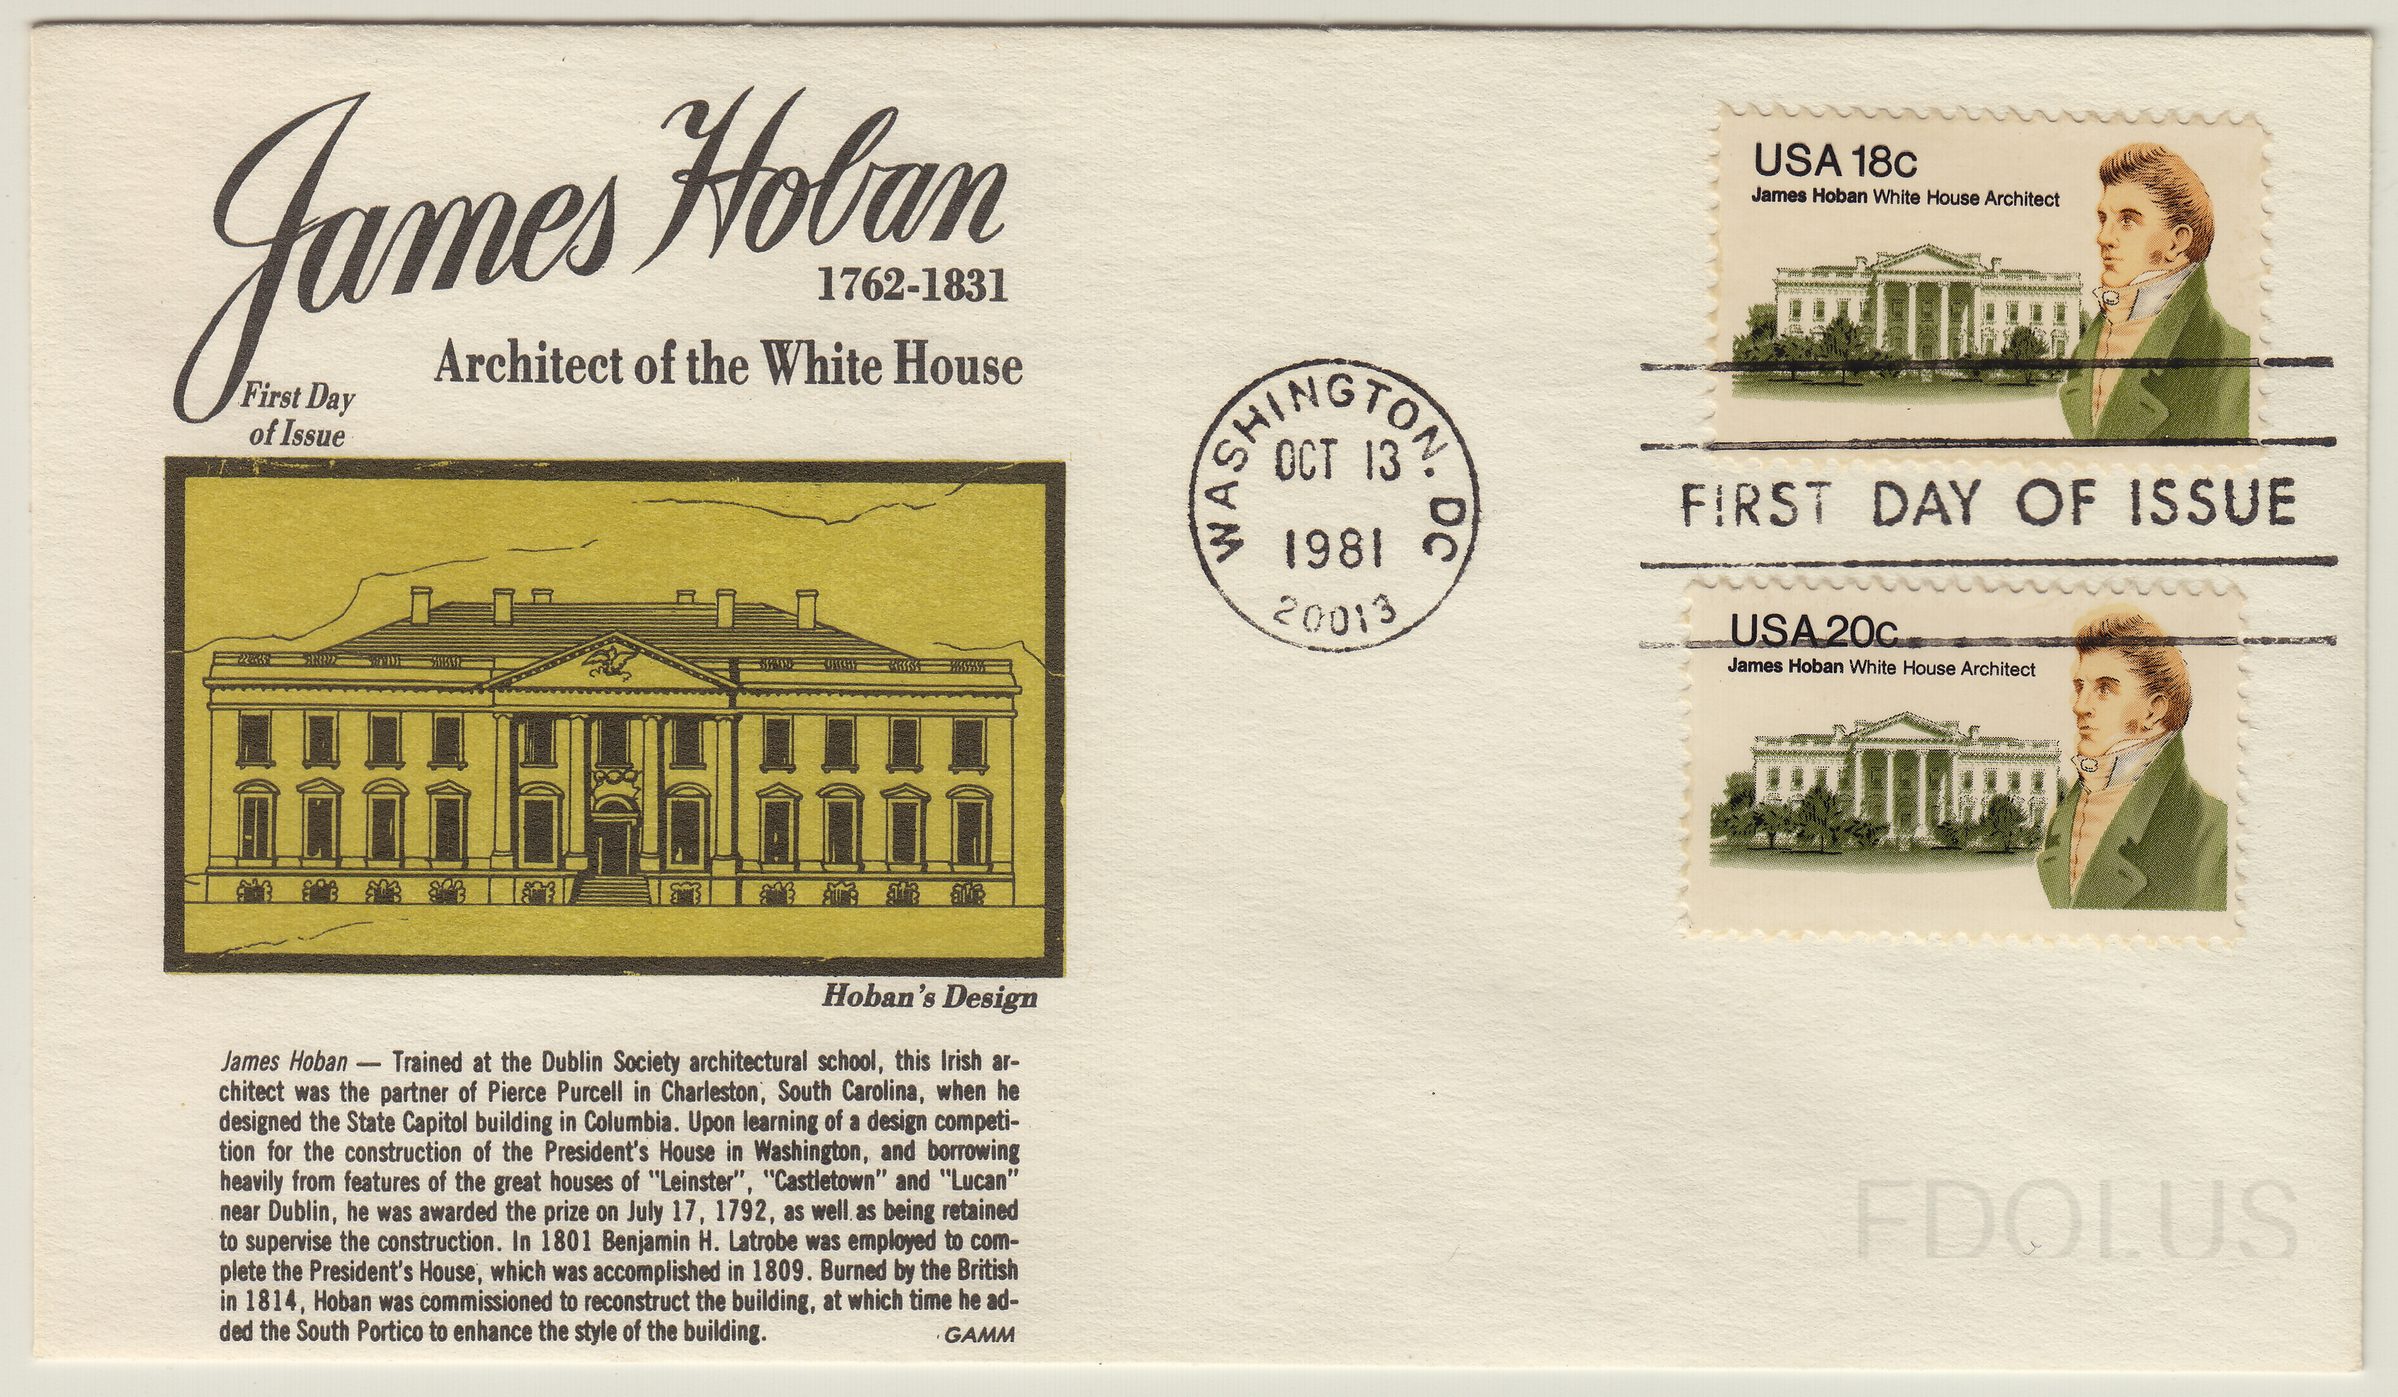 James Hoban
1762-1831
Architect of the White House
First Day
of Issue
Hoban's Design
James Hoban — Trained at the Dublin Society architectural school, this Irish ar-
chitect was the partner of Pierce Purcell in Charleston, South Carolina, when he
designed the State Capitol building in Columbia. Upon learning of a design competi-
tion for the construction of the President's House in Washington, and borrowing
heavily from features of the great houses of "Leinster", "Castletown" and "Lucan"
near Dublin, he was awarded the prize on July 17, 1792, as well as being retained
to supervise the construction. In 1801 Benjamin H. Latrobe was employed to com-
plete the President's House, which was accomplished in 1809. Burned by the British
in 1814, Hoban was commissioned to reconstruct the building, at which time he ad-
ded the South Portico to enhance the style of the building.
GAMM
WASHINGTON. DC
OCT 13
1981
20013
USA 18c
James Hoban White House Architect
FIRST DAY OF ISSUE
USA 20c
James Hoban White House Architect
FDOLUS